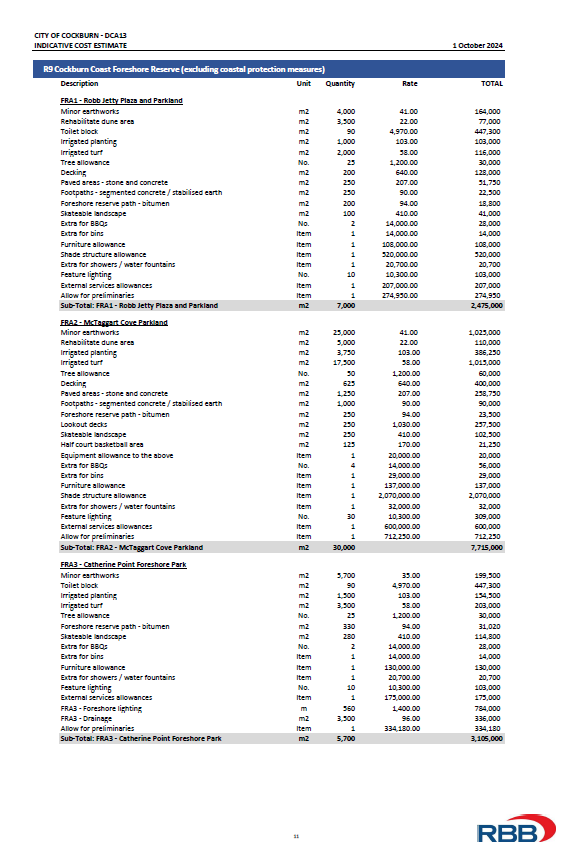 CITY OF COCKBURN - DCA13
INDICATIVE COST ESTIMATE 1 October 2024
R9 Cockburn Coast Foreshore Reserve (excluding coastal protection measures)
Description Unit Quantity Rate TOTAL
FRA1 - Robb Jetty Plaza and Parkland
Minor earthworks m2 4,000 41.00 164,000
Rehabilitate dune area m2 3,500 22.00 77,000
Toilet block m2 90 4,970.00 447,300
Irrigated planting m2 1,000 103.00 103,000
Irrigated turf m2 2,000 58.00 116,000
Tree allowance No. 25 1,200.00 30,000
Decking m2 200 640.00 128,000
Paved areas - stone and concrete m2 250 207.00 51,750
Footpaths - segmented concrete / stabilised earth m2 250 90.00 22,500
Foreshore reserve path - bitumen m2 200 94.00 18,800
Skateable landscape m2 100 410.00 41,000
Extra for BBQs No. 2 14,000.00 28,000
Extra for bins Item 1 14,000.00 14,000
Furniture allowance Item 1 108,000.00 108,000
Shade structure allowance Item 1 520,000.00 520,000
Extra for showers / water fountains Item 1 20,700.00 20,700
Feature lighting No. 10 10,300.00 103,000
External services allowances Item 1 207,000.00 207,000
Allow for preliminaries Item 1 274,950.00 274,950
Sub-Total: FRA1 - Robb Jetty Plaza and Parkland m2 7,000 2,475,000
FRA2 - McTaggart Cove Parkland
Minor earthworks m2 25,000 41.00 1,025,000
Rehabilitate dune area m2 5,000 22.00 110,000
Irrigated planting m2 3,750 103.00 386,250
Irrigated turf m2 17,500 58.00 1,015,000
Tree allowance No. 50 1,200.00 60,000
Decking m2 625 640.00 400,000
Paved areas - stone and concrete m2 1,250 207.00 258,750
Footpaths - segmented concrete / stabilised earth m2 1,000 90.00 90,000
Foreshore reserve path - bitumen m2 250 94.00 23,500
Lookout decks m2 250 1,030.00 257,500
Skateable landscape m2 250 410.00 102,500
Half court basketball area m2 125 170.00 21,250
Equipment allowance to the above Item 1 20,000.00 20,000
Extra for BBQs No. 4 14,000.00 56,000
Extra for bins Item 1 29,000.00 29,000
Furniture allowance Item 1 137,000.00 137,000
Shade structure allowance Item 1 2,070,000.00 2,070,000
Extra for showers / water fountains Item 1 32,000.00 32,000
Feature lighting No. 30 10,300.00 309,000
External services allowances Item 1 600,000.00 600,000
Allow for preliminaries Item 1 712,250.00 712,250
Sub-Total: FRA2 - McTaggart Cove Parkland m2 30,000 7,715,000
FRA3 - Catherine Point Foreshore Park
Minor earthworks m2 5,700 35.00 199,500
Toilet block m2 90 4,970.00 447,300
Irrigated planting m2 1,500 103.00 154,500
Irrigated turf m2 3,500 58.00 203,000
Tree allowance No. 25 1,200.00 30,000
Foreshore reserve path - bitumen m2 330 94.00 31,020
Skateable landscape m2 280 410.00 114,800
Extra for BBQs No. 2 14,000.00 28,000
Extra for bins Item 1 14,000.00 14,000
Furniture allowance Item 1 130,000.00 130,000
Extra for showers / water fountains Item 1 20,700.00 20,700
Feature lighting No. 10 10,300.00 103,000
External services allowances Item 1 175,000.00 175,000
FRA3 - Foreshore lighting m 560 1,400.00 784,000
FRA3 - Drainage m2 3,500 96.00 336,000
Allow for preliminaries Item 1 334,180.00 334,180
Sub-Total: FRA3 - Catherine Point Foreshore Park m2 5,700 3,105,000
11
RBB